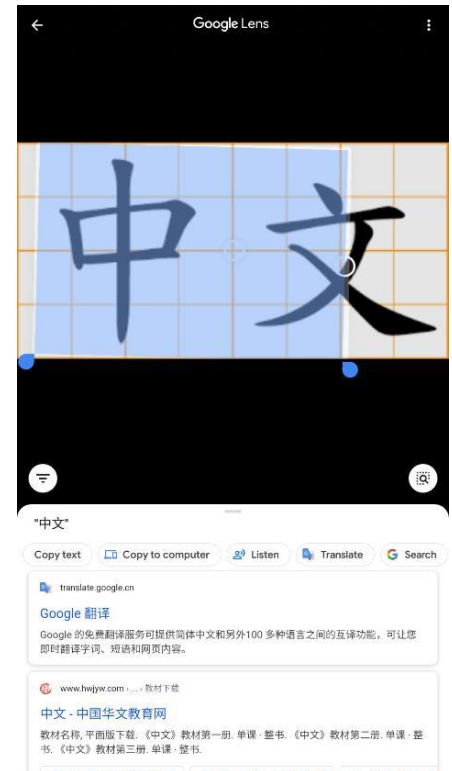 Google Lens
中文
"中文"
Copy text
Copy to computer
Listen
Translate
Search
translate.google.cn
Google 翻译
Google 的免费翻译服务可提供简体中文和另外100 多种语言之间的互译功能，可让您
即时翻译字词、短语和网页内容。
www.hwjyw.com › ... › 教材下载
中文 - 中国华文教育网
教材名称, 平面版下载. 《中文》教材第一册. 单课 · 整书. 《中文》教材第二册. 单课 · 整
书. 《中文》教材第三册. 单课 · 整书.